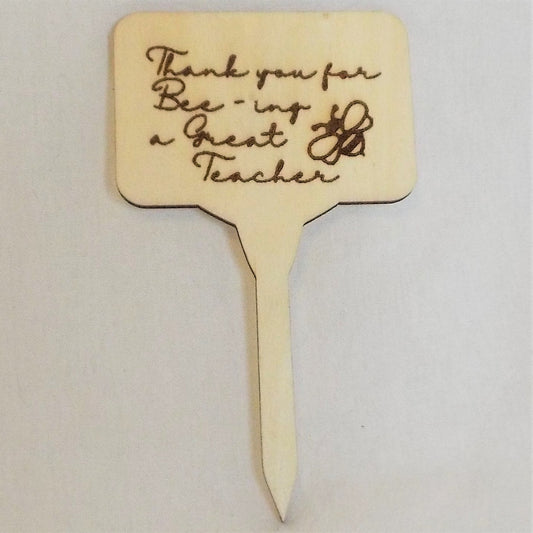 Thank you for
Bee-ing
a Great
Teacher